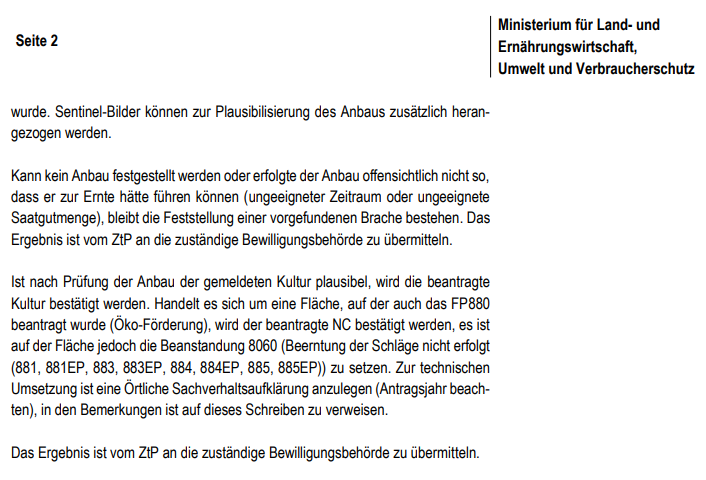 Seite 2
Ministerium für Land- und
Ernährungswirtschaft,
Umwelt und Verbraucherschutz
wurde. Sentinel-Bilder können zur Plausibilisierung des Anbaus zusätzlich heran-
gezogen werden.
Kann kein Anbau festgestellt werden oder erfolgte der Anbau offensichtlich nicht so,
dass er zur Ernte hätte führen können (ungeeigneter Zeitraum oder ungeeignete
Saatgutmenge), bleibt die Feststellung einer vorgefundenen Brache bestehen. Das
Ergebnis ist vom ZtP an die zuständige Bewilligungsbehörde zu übermitteln.
Ist nach Prüfung der Anbau der gemeldeten Kultur plausibel, wird die beantragte
Kultur bestätigt werden. Handelt es sich um eine Fläche, auf der auch das FP880
beantragt wurde (Öko-Förderung), wird der beantragte NC bestätigt werden, es ist
auf der Fläche jedoch die Beanstandung 8060 (Beerntung der Schläge nicht erfolgt
(881, 881EP, 883, 883EP, 884, 884EP, 885, 885EP)) zu setzen. Zur technischen
Umsetzung ist eine Örtliche Sachverhaltsaufklärung anzulegen (Antragsjahr beach-
ten), in den Bemerkungen ist auf dieses Schreiben zu verweisen.
Das Ergebnis ist vom ZtP an die zuständige Bewilligungsbehörde zu übermitteln.